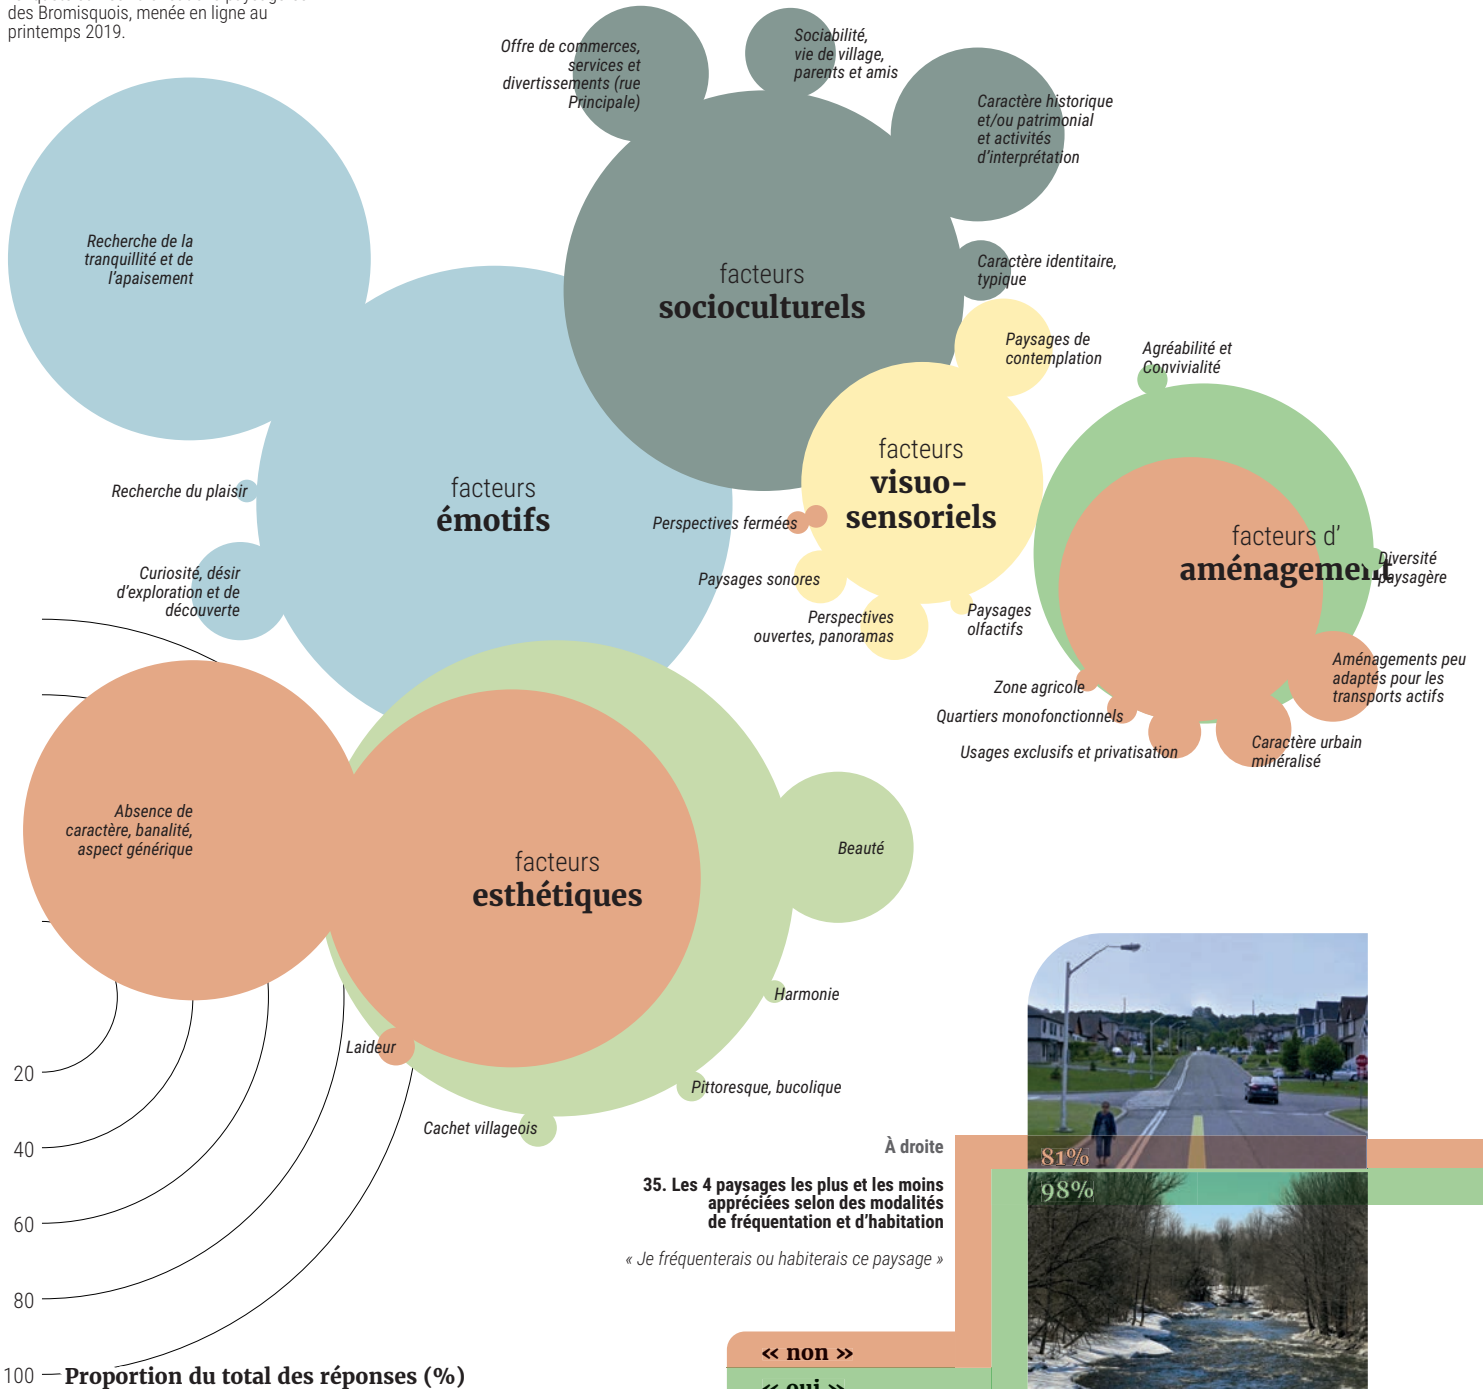 des Bromisquois, menée en ligne au
printemps 2019.
Offre de commerces,
services et
divertissements (rue
Principale)
Sociabilité,
vie de village,
parents et amis
Caractère historique
et/ou patrimonial
et activités
d'interprétation
Recherche de la
tranquillité et de
l'apaisement
facteurs
socioculturels
Caractère identitaire,
typique
Paysages de
contemplation
Agréabilité et
Convivialité
Recherche du plaisir
facteurs
émotifs
facteurs
visuo-
sensoriels
Perspectives fermées
facteurs d'
aménagement
Diversité
paysagère
Curiosité, désir
d'exploration et de
découverte
Paysages sonores
Perspectives
ouvertes, panoramas
Paysages
olfactifs
Zone agricole
Quartiers monofonctionnels
Usages exclusifs et privatisation
Aménagements peu
adaptés pour les
transports actifs
Caractère urbain
minéralisé
Absence de
caractère, banalité,
aspect générique
facteurs
esthétiques
Beauté
Harmonie
Laideur
Pittoresque, bucolique
Cachet villageois
20
40
60
80
100
Proportion du total des réponses (%)
À droite
35. Les 4 paysages les plus et les moins
appréciées selon des modalités
de fréquentation et d'habitation
« Je fréquenterais ou habiterais ce paysage »
81%
98%
« non »
« oui »